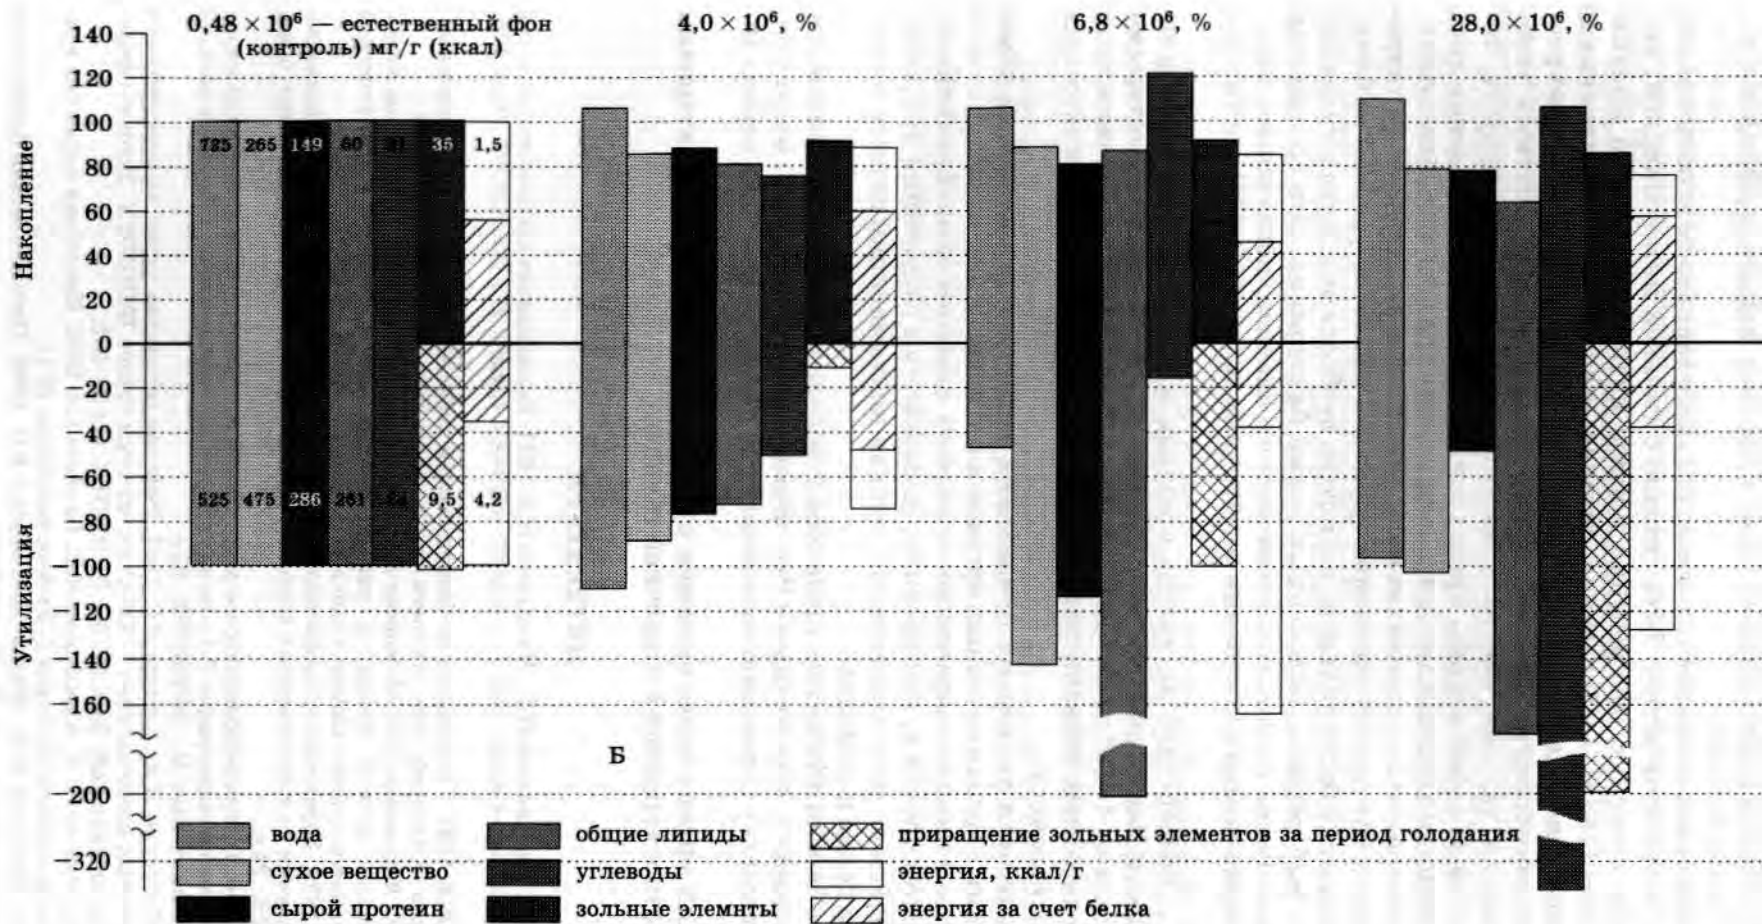 0,48 × 10⁶ — естественный фон
(контроль) мг/г (ккал)
4,0 × 10⁶, %
6,8 × 10⁶, %
28,0 × 10⁶, %
Накопление
Утилизация
140
120
100
80
60
40
20
0
−20
−40
−60
−80
−100
−120
−140
−160
−200
−320
725 265 149 60 21 35 1,5
525 475 286 261 9,5 4,2
Б
вода
сухое вещество
сырой протеин
общие липиды
углеводы
зольные элемнты
приращение зольных элементов за период голодания
энергия, ккал/г
энергия за счет белка